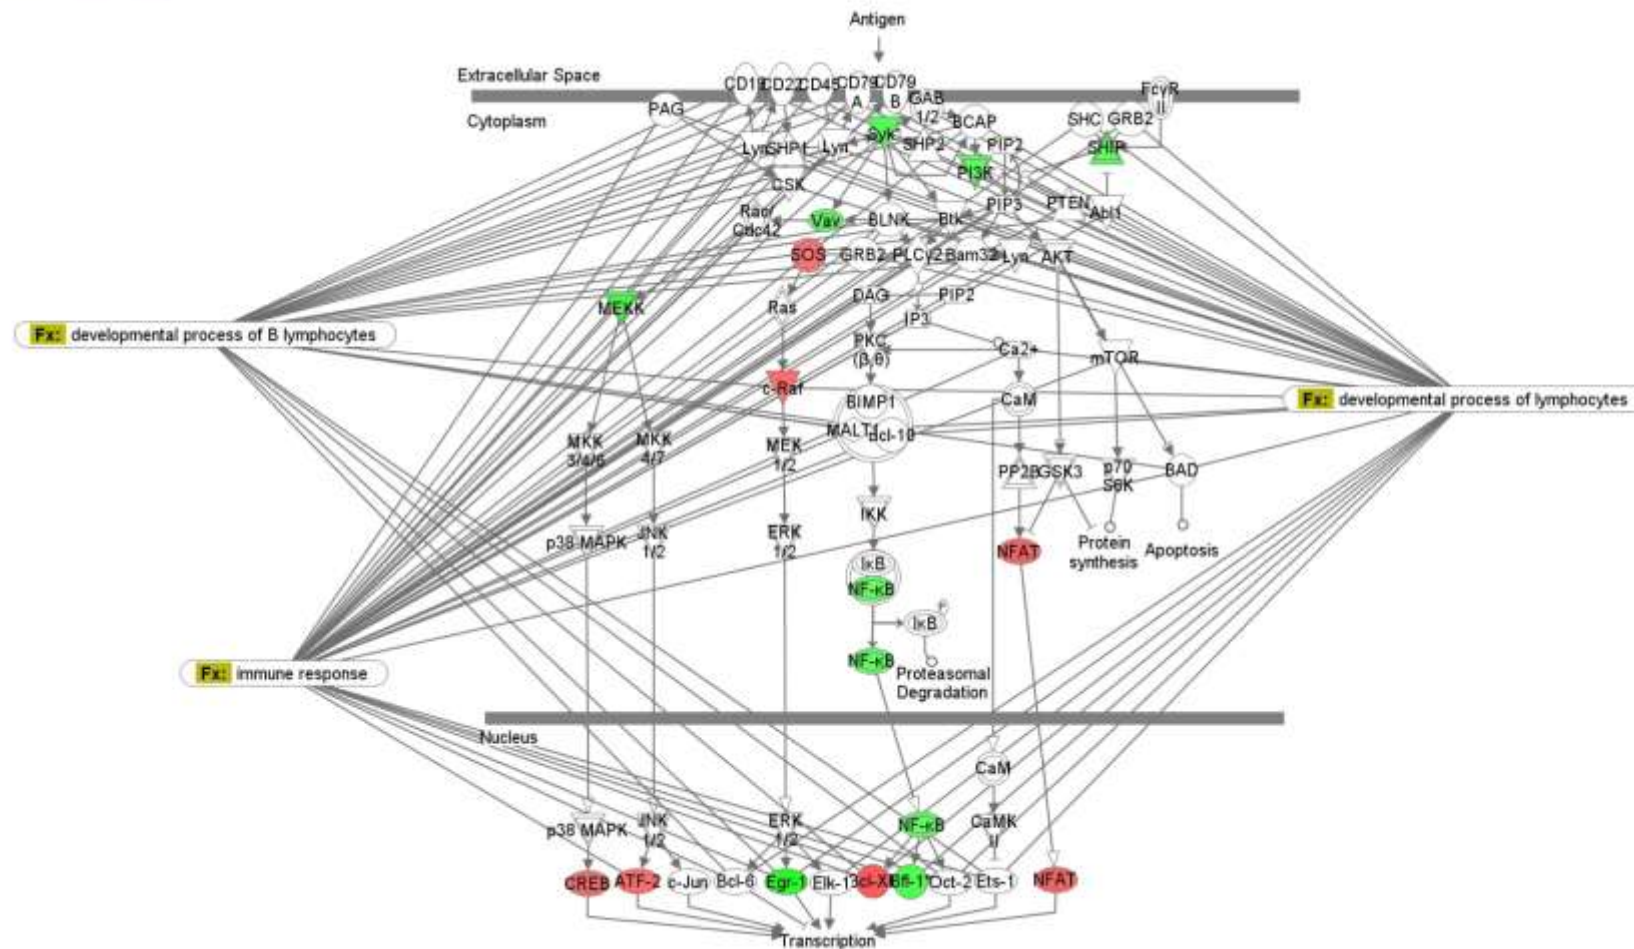 Antigen
Extracellular Space
CD19 CD22 CD45 CD79 A CD79 B
GAB 1/2
FcγR II
PAG
Cytoplasm
BCAP
SHC GRB2
Syk
Lyn SHP1 Lyn
SHP2
PIP2
SHIP
PI3K
CSK
Rac/ Cdc42
Vav
BLNK
Btk
PIP3
PTEN
Abl1
SOS
GRB2
PLCγ2
Bam32
Lyn
AKT
MEKK
Ras
DAG
PIP2
IP3
Fx: developmental process of B lymphocytes
PKC (β,θ)
Ca2+
mTOR
c-Raf
BIMP1
CaM
Fx: developmental process of lymphocytes
MALT1
Bcl-10
MKK 3/4/6
MKK 4/7
MEK 1/2
PP2B
GSK3
p70 S6K
BAD
IKK
p38 MAPK
JNK 1/2
ERK 1/2
NFAT
Protein synthesis
Apoptosis
IκB
NF-κB
P
IκB
NF-κB
Proteasomal Degradation
Fx: immune response
Nucleus
CaM
p38 MAPK
JNK 1/2
ERK 1/2
NF-κB
CaMK II
CREB
ATF-2
c-Jun
Bcl-6
Egr-1
Elk-1
Bcl-Xl
Bfl-1*
Oct-2
Ets-1
NFAT
Transcription